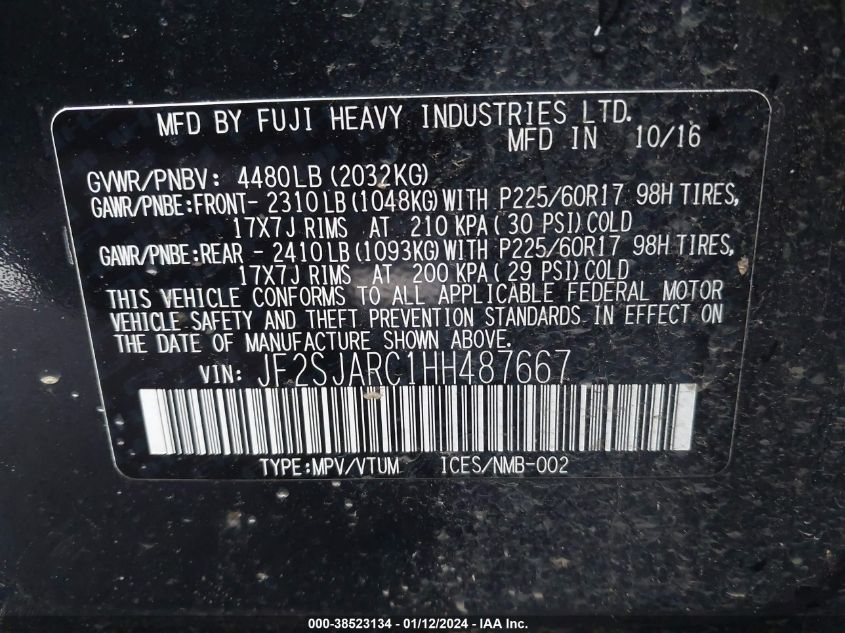 MFD BY FUJI HEAVY INDUSTRIES LTD.
MFD IN 10/16
GVWR/PNBV: 4480LB (2032KG)
GAWR/PNBE:FRONT- 2310LB(1048KG)WITH P225/60R17 98H TIRES,
17X7J RIMS AT 210 KPA( 30 PSI)COLD
GAWR/PNBE:REAR - 2410LB(1093KG)WITH P225/60R17 98H TIRES,
17X7J RIMS AT 200 KPA( 29 PSI)COLD
THIS VEHICLE CONFORMS TO ALL APPLICABLE FEDERAL MOTOR
VEHICLE SAFETY AND THEFT PREVENTION STANDARDS IN EFFECT ON
THE DATE OF MANUFACTURE SHOWN ABOVE.
VIN: JF2SJARC1HH487667
TYPE:MPV/VTUM ICES/NMB-002
000-38523134 - 01/12/2024 - IAA Inc.